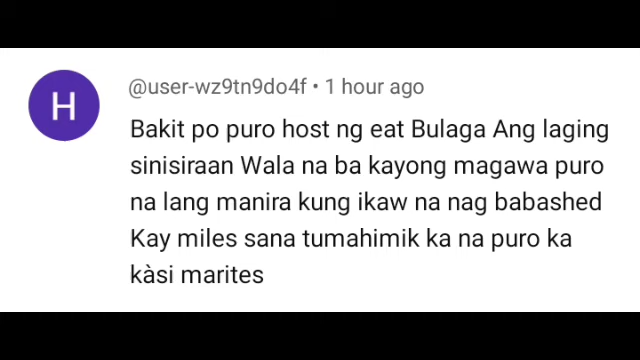 H
@user-wz9tn9do4f • 1 hour ago
Bakit po puro host ng eat Bulaga Ang laging
sinisiraan Wala na ba kayong magawa puro
na lang manira kung ikaw na nag babashed
Kay miles sana tumahimik ka na puro ka
kàsi marites